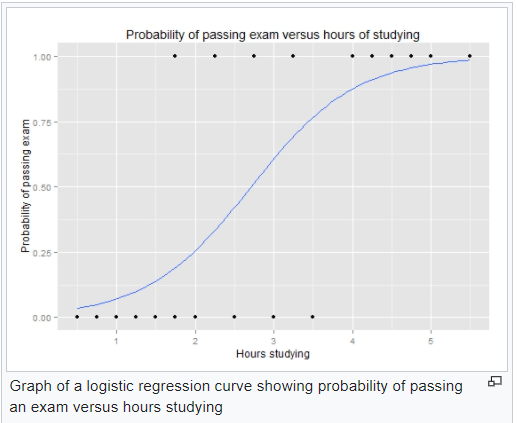 Probability of passing exam versus hours of studying
1.00
0.75
0.50
0.25
0.00
Probability of passing exam
1 2 3 4 5
Hours studying
Graph of a logistic regression curve showing probability of passing
an exam versus hours studying